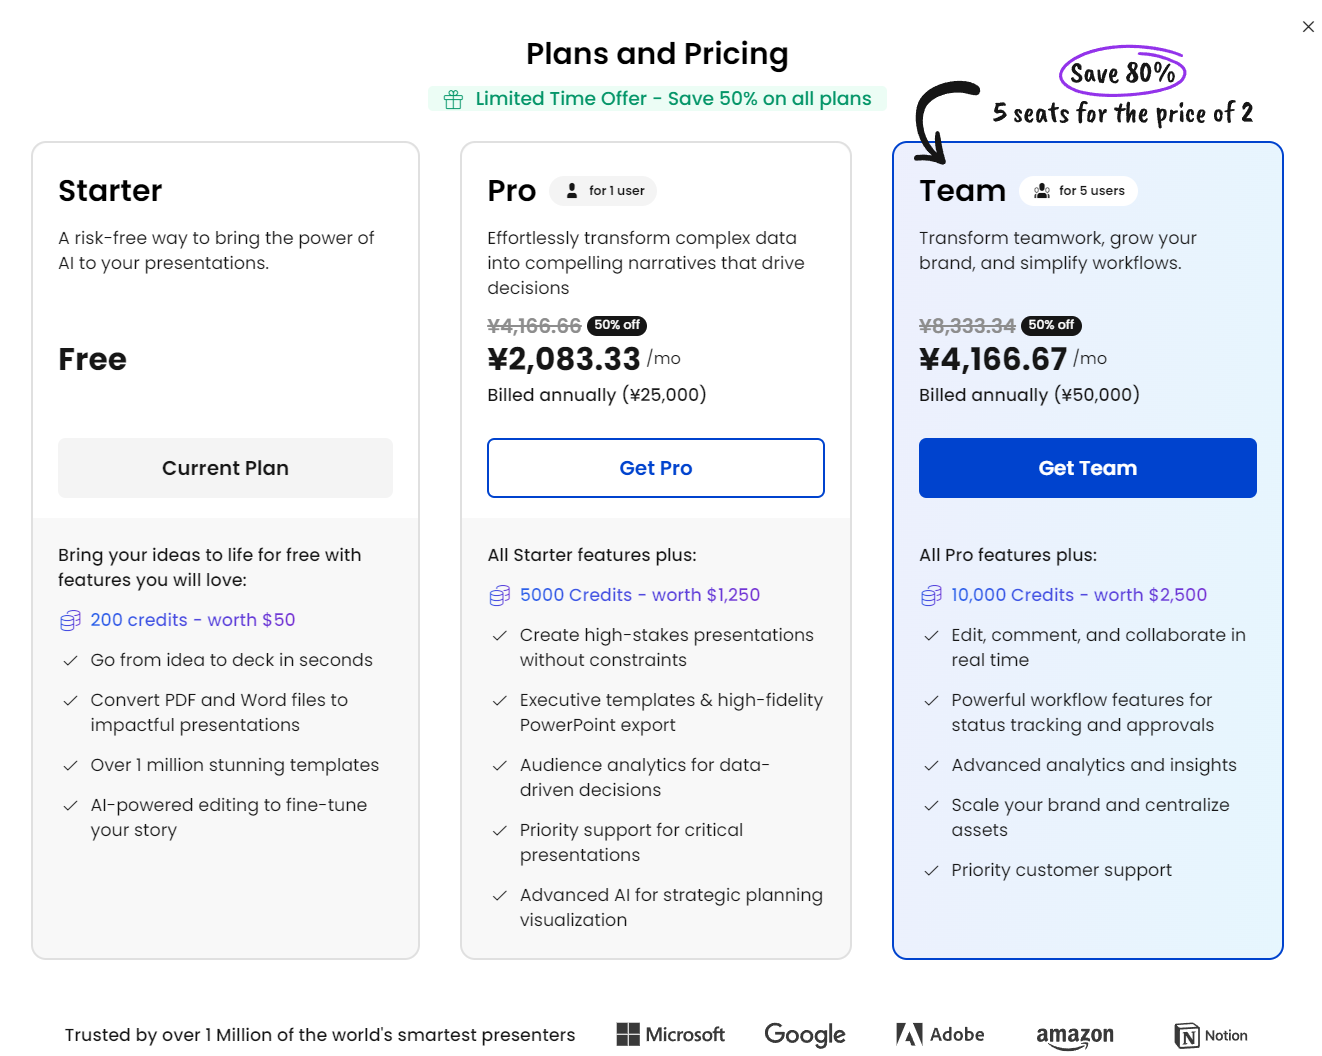 Plans and Pricing
Limited Time Offer - Save 50% on all plans
Save 80%
5 seats for the price of 2
Starter
A risk-free way to bring the power of
AI to your presentations.
Free
Current Plan
Bring your ideas to life for free with
features you will love:
200 credits - worth $50
Go from idea to deck in seconds
Convert PDF and Word files to
impactful presentations
Over 1 million stunning templates
AI-powered editing to fine-tune
your story
Pro for 1 user
Effortlessly transform complex data
into compelling narratives that drive
decisions
¥4,166.66 50% off
¥2,083.33 /mo
Billed annually (¥25,000)
Get Pro
All Starter features plus:
5000 Credits - worth $1,250
Create high-stakes presentations
without constraints
Executive templates & high-fidelity
PowerPoint export
Audience analytics for data-
driven decisions
Priority support for critical
presentations
Advanced AI for strategic planning
visualization
Team for 5 users
Transform teamwork, grow your
brand, and simplify workflows.
¥8,333.34 50% off
¥4,166.67 /mo
Billed annually (¥50,000)
Get Team
All Pro features plus:
10,000 Credits - worth $2,500
Edit, comment, and collaborate in
real time
Powerful workflow features for
status tracking and approvals
Advanced analytics and insights
Scale your brand and centralize
assets
Priority customer support
Trusted by over 1 Million of the world's smartest presenters Microsoft Google Adobe amazon Notion